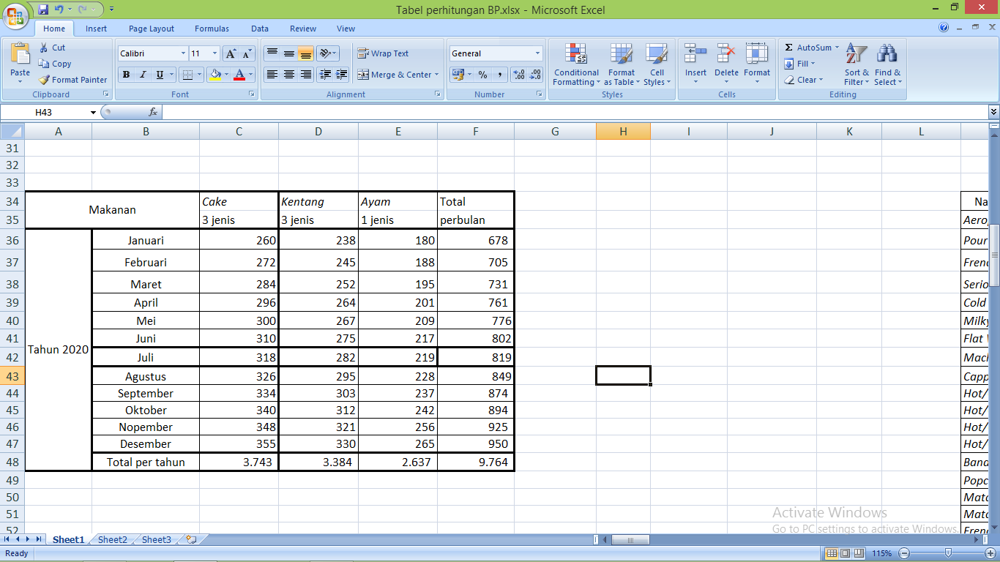 Tabel perhitungan BP.xlsx - Microsoft Excel
Home Insert Page Layout Formulas Data Review View
Paste
Cut
Copy
Format Painter
Clipboard
Calibri 11
B I U
Font
Wrap Text
Merge & Center
Alignment
General
Number
Conditional Formatting
Format as Table
Cell Styles
Styles
Insert Delete Format
Cells
AutoSum
Fill
Clear
Sort & Filter
Find & Select
Editing
H43 fx
A B C D E F G H I J K L
31
32
33
34 Makanan Cake Kentang Ayam Total Na
35 3 jenis 3 jenis 1 jenis perbulan Aero
36 Januari 260 238 180 678 Pour
37 Februari 272 245 188 705 Fren
38 Maret 284 252 195 731 Serio
39 April 296 264 201 761 Cold
40 Mei 300 267 209 776 Milk
41 Juni 310 275 217 802 Flat
Tahun 2020
42 Juli 318 282 219 819 Mac
43 Agustus 326 295 228 849 Capp
44 September 334 303 237 874 Hot/
45 Oktober 340 312 242 894 Hot/
46 Nopember 348 321 256 925 Hot/
47 Desember 355 330 265 950 Hot/
48 Total per tahun 3.743 3.384 2.637 9.764 Bana
49 Popc
50 Mat
51 Mat
52 Fren
Activate Windows
Go to PC settings to activate Windows.
Sheet1 Sheet2 Sheet3
Ready 115%